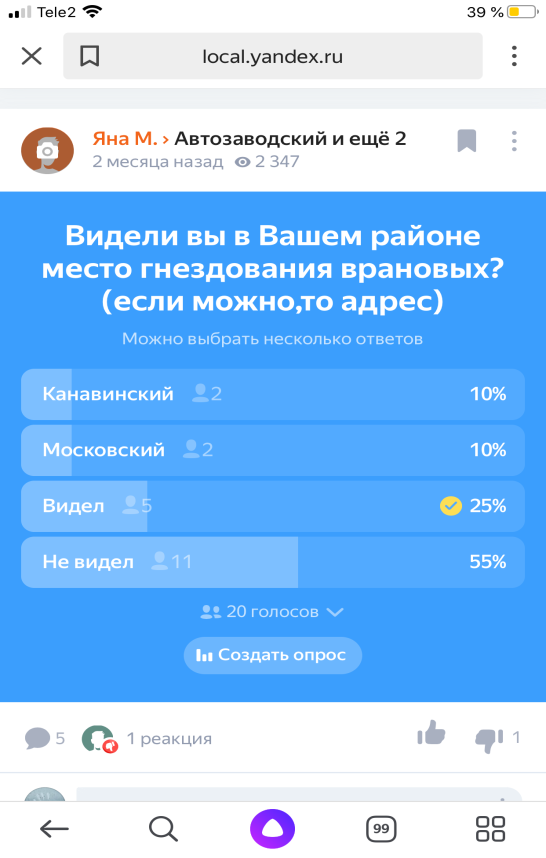 Tele2
39 %
local.yandex.ru
Яна М. › Автозаводский и ещё 2
2 месяца назад 2 347
Видели вы в Вашем районе
место гнездования врановых?
(если можно,то адрес)
Можно выбрать несколько ответов
Канавинский 2 10%
Московский 2 10%
Видел 5 25%
Не видел 11 55%
20 голосов
Создать опрос
5 1 реакция 1
99